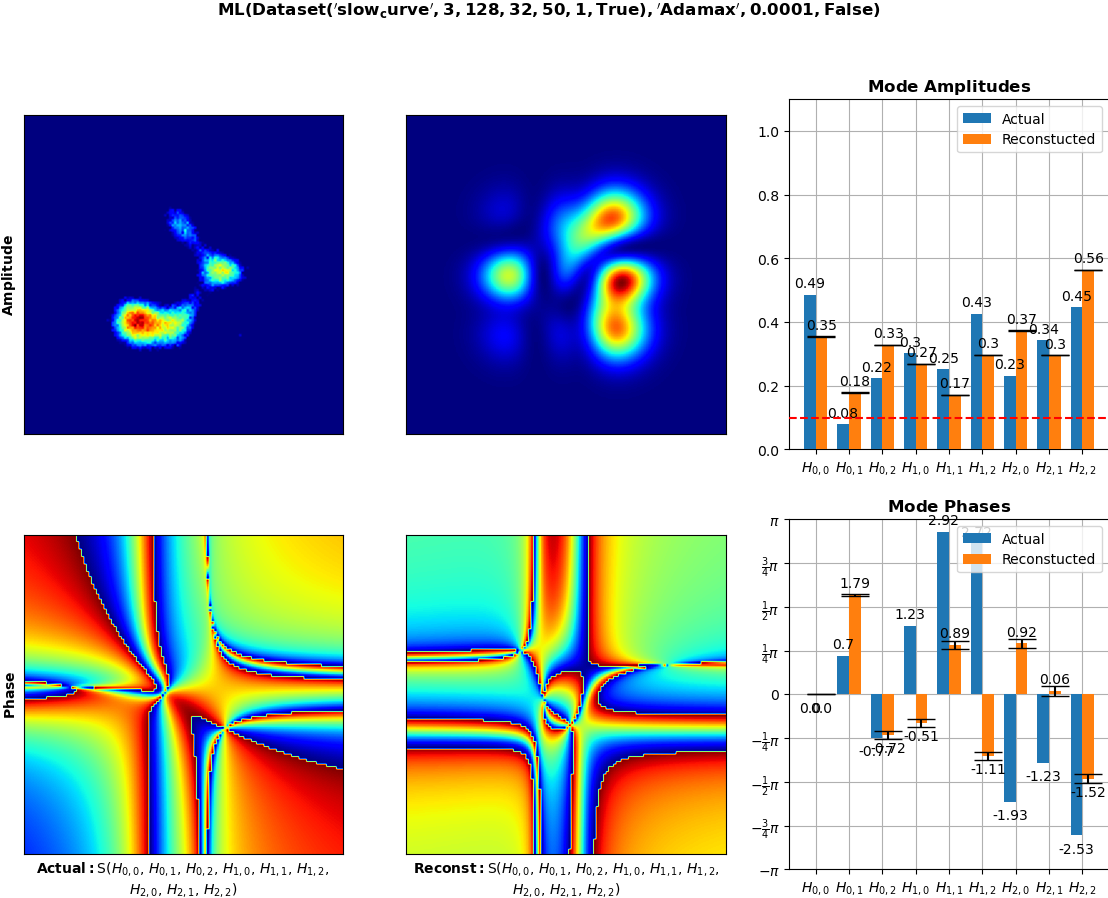 ML(Dataset('slow_curve', 3, 128, 32, 50, 1, True), 'Adamax', 0.0001, False)
Amplitude
Mode Amplitudes
Actual
Reconstucted
1.0
0.8
0.6
0.4
0.2
0.0
0.49
0.35
0.08
0.18
0.22
0.33
0.3
0.27
0.25
0.17
0.43
0.3
0.23
0.37
0.34
0.3
0.45
0.56
H0,0 H0,1 H0,2 H1,0 H1,1 H1,2 H2,0 H2,1 H2,2
Phase
Actual:S(H0,0, H0,1, H0,2, H1,0, H1,1, H1,2,
H2,0, H2,1, H2,2)
Reconst:S(H0,0, H0,1, H0,2, H1,0, H1,1, H1,2,
H2,0, H2,1, H2,2)
Mode Phases
Actual
Reconstucted
π
3/4π
1/2π
1/4π
0
−1/4π
−1/2π
−3/4π
−π
0.0
0.0
0.7
1.79
-0.77
-0.72
1.23
-0.51
2.92
0.89
2.72
-1.11
-1.93
0.92
-1.23
0.06
-2.53
-1.52
H0,0 H0,1 H0,2 H1,0 H1,1 H1,2 H2,0 H2,1 H2,2